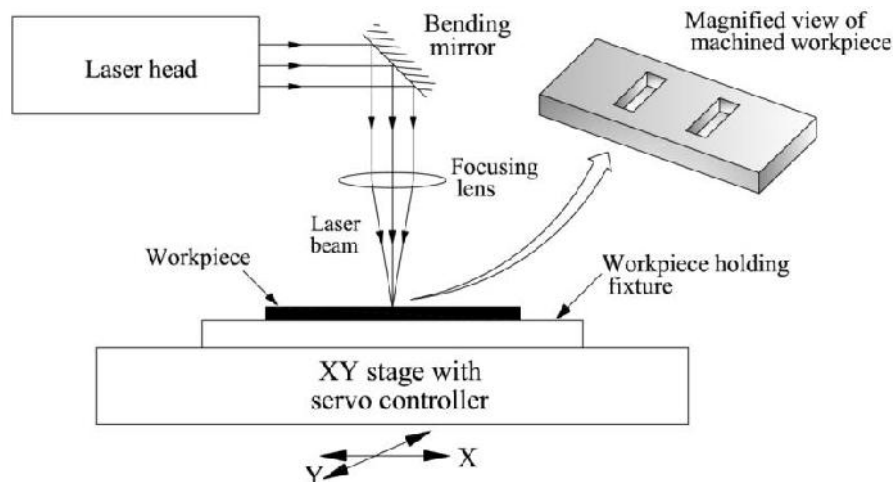 Laser head
Bending
mirror
Magnified view of
machined workpiece
Focusing
lens
Laser
beam
Workpiece
Workpiece holding
fixture
XY stage with
servo controller
X
Y